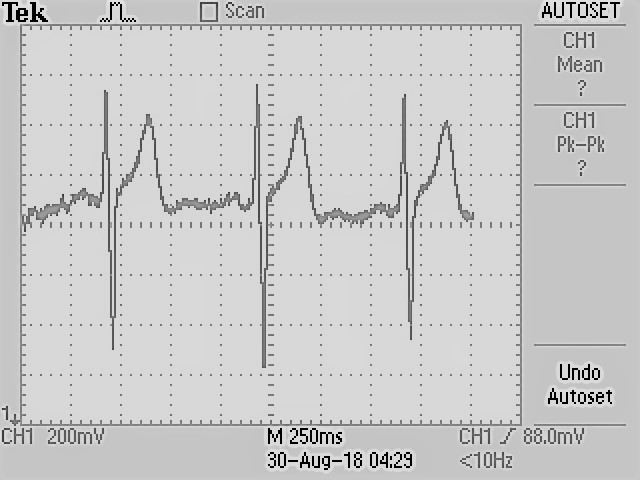 Tek Scan AUTOSET
CH1
Mean
?
CH1
Pk-Pk
?
Undo
Autoset
1
CH1 200mV M 250ms CH1 88.0mV
30-Aug-18 04:29 <10Hz